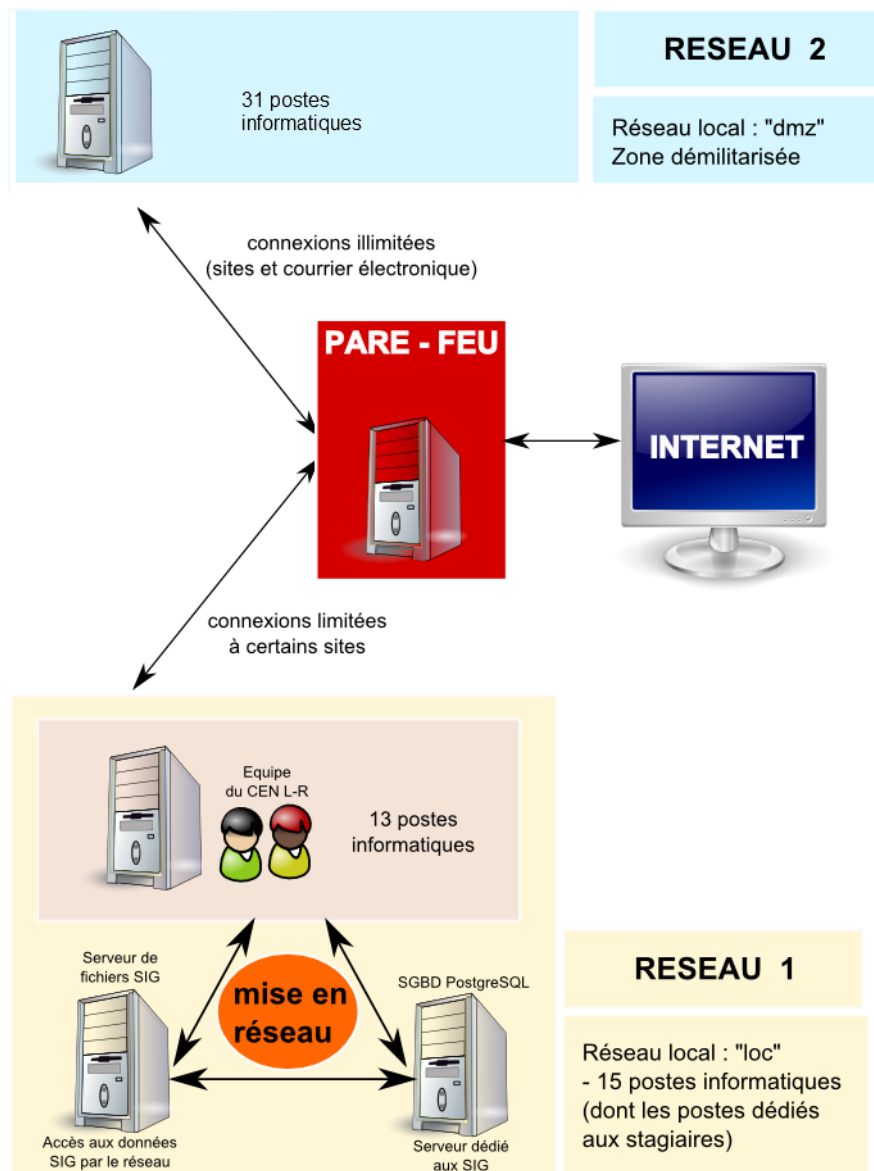 RESEAU 2
31 postes
informatiques
Réseau local : "dmz"
Zone démilitarisée
connexions illimitées
(sites et courrier électronique)
PARE - FEU
INTERNET
connexions limitées
à certains sites
Equipe
du CEN L-R
13 postes
informatiques
Serveur de
fichiers SIG
mise en
réseau
SGBD PostgreSQL
Accès aux données
SIG par le réseau
Serveur dédié
aux SIG
RESEAU 1
Réseau local : "loc"
- 15 postes informatiques
(dont les postes dédiés
aux stagiaires)